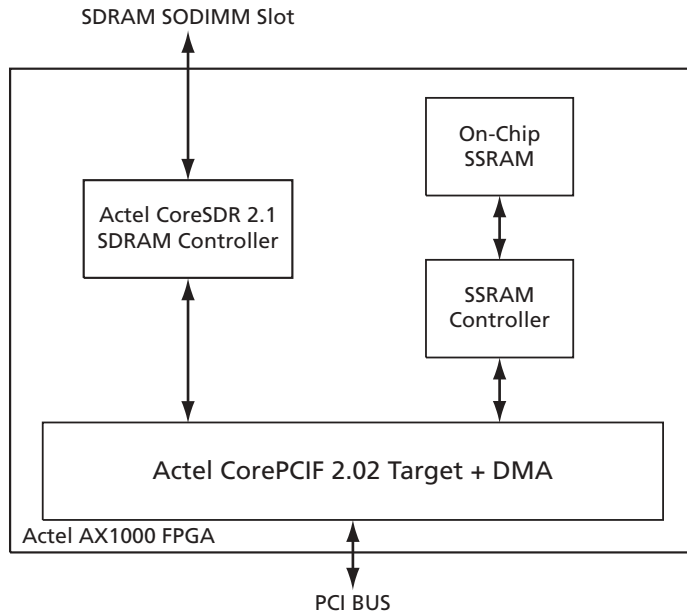 SDRAM SODIMM Slot
On-Chip
SSRAM
Actel CoreSDR 2.1
SDRAM Controller
SSRAM
Controller
Actel CorePCIF 2.02 Target + DMA
Actel AX1000 FPGA
PCI BUS